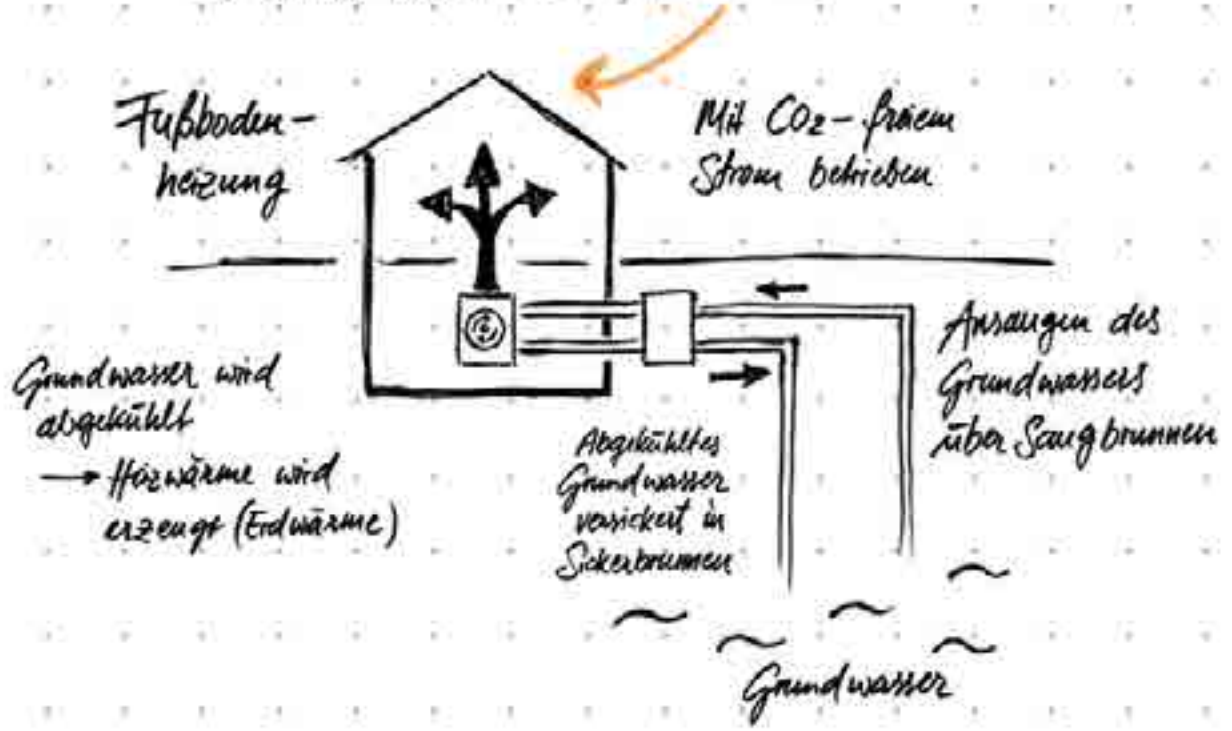 Fußboden-
heizung
Mit CO₂-freiem
Strom betrieben
Ansaugen des
Grundwassers
über Saugbrunnen
Grundwasser wird
abgekühlt
→ Heizwärme wird
erzeugt (Erdwärme)
Abgekühltes
Grundwasser
versickert in
Sickerbrunnen
Grundwasser